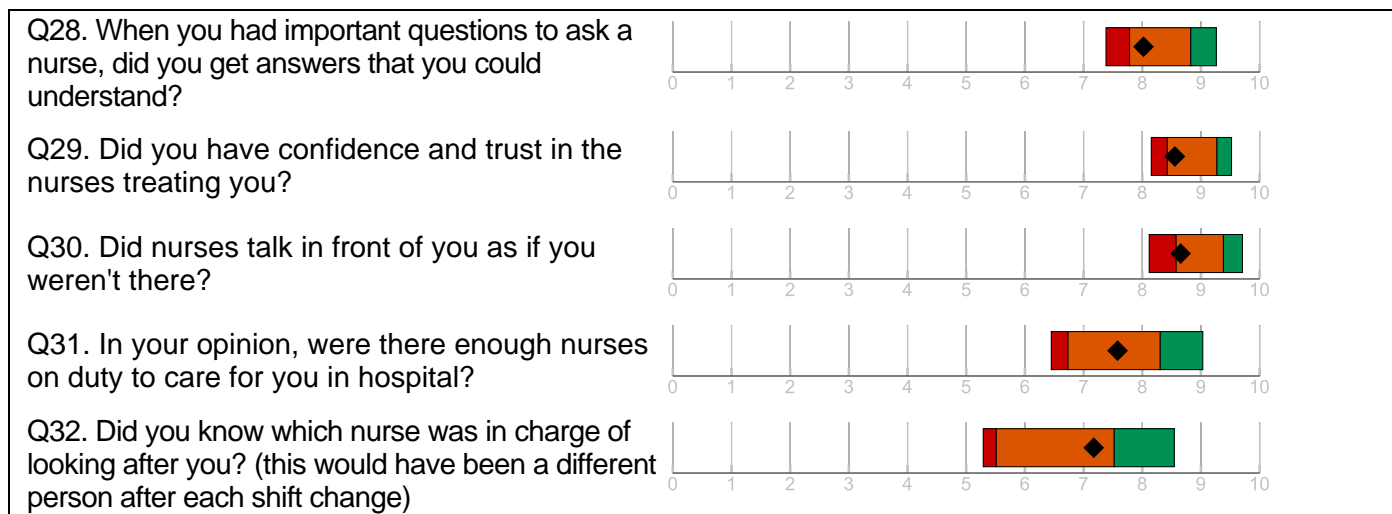 Q28. When you had important questions to ask a
nurse, did you get answers that you could
understand?
0 1 2 3 4 5 6 7 8 9 10
Q29. Did you have confidence and trust in the
nurses treating you?
0 1 2 3 4 5 6 7 8 9 10
Q30. Did nurses talk in front of you as if you
weren't there?
0 1 2 3 4 5 6 7 8 9 10
Q31. In your opinion, were there enough nurses
on duty to care for you in hospital?
0 1 2 3 4 5 6 7 8 9 10
Q32. Did you know which nurse was in charge of
looking after you? (this would have been a different
person after each shift change)
0 1 2 3 4 5 6 7 8 9 10